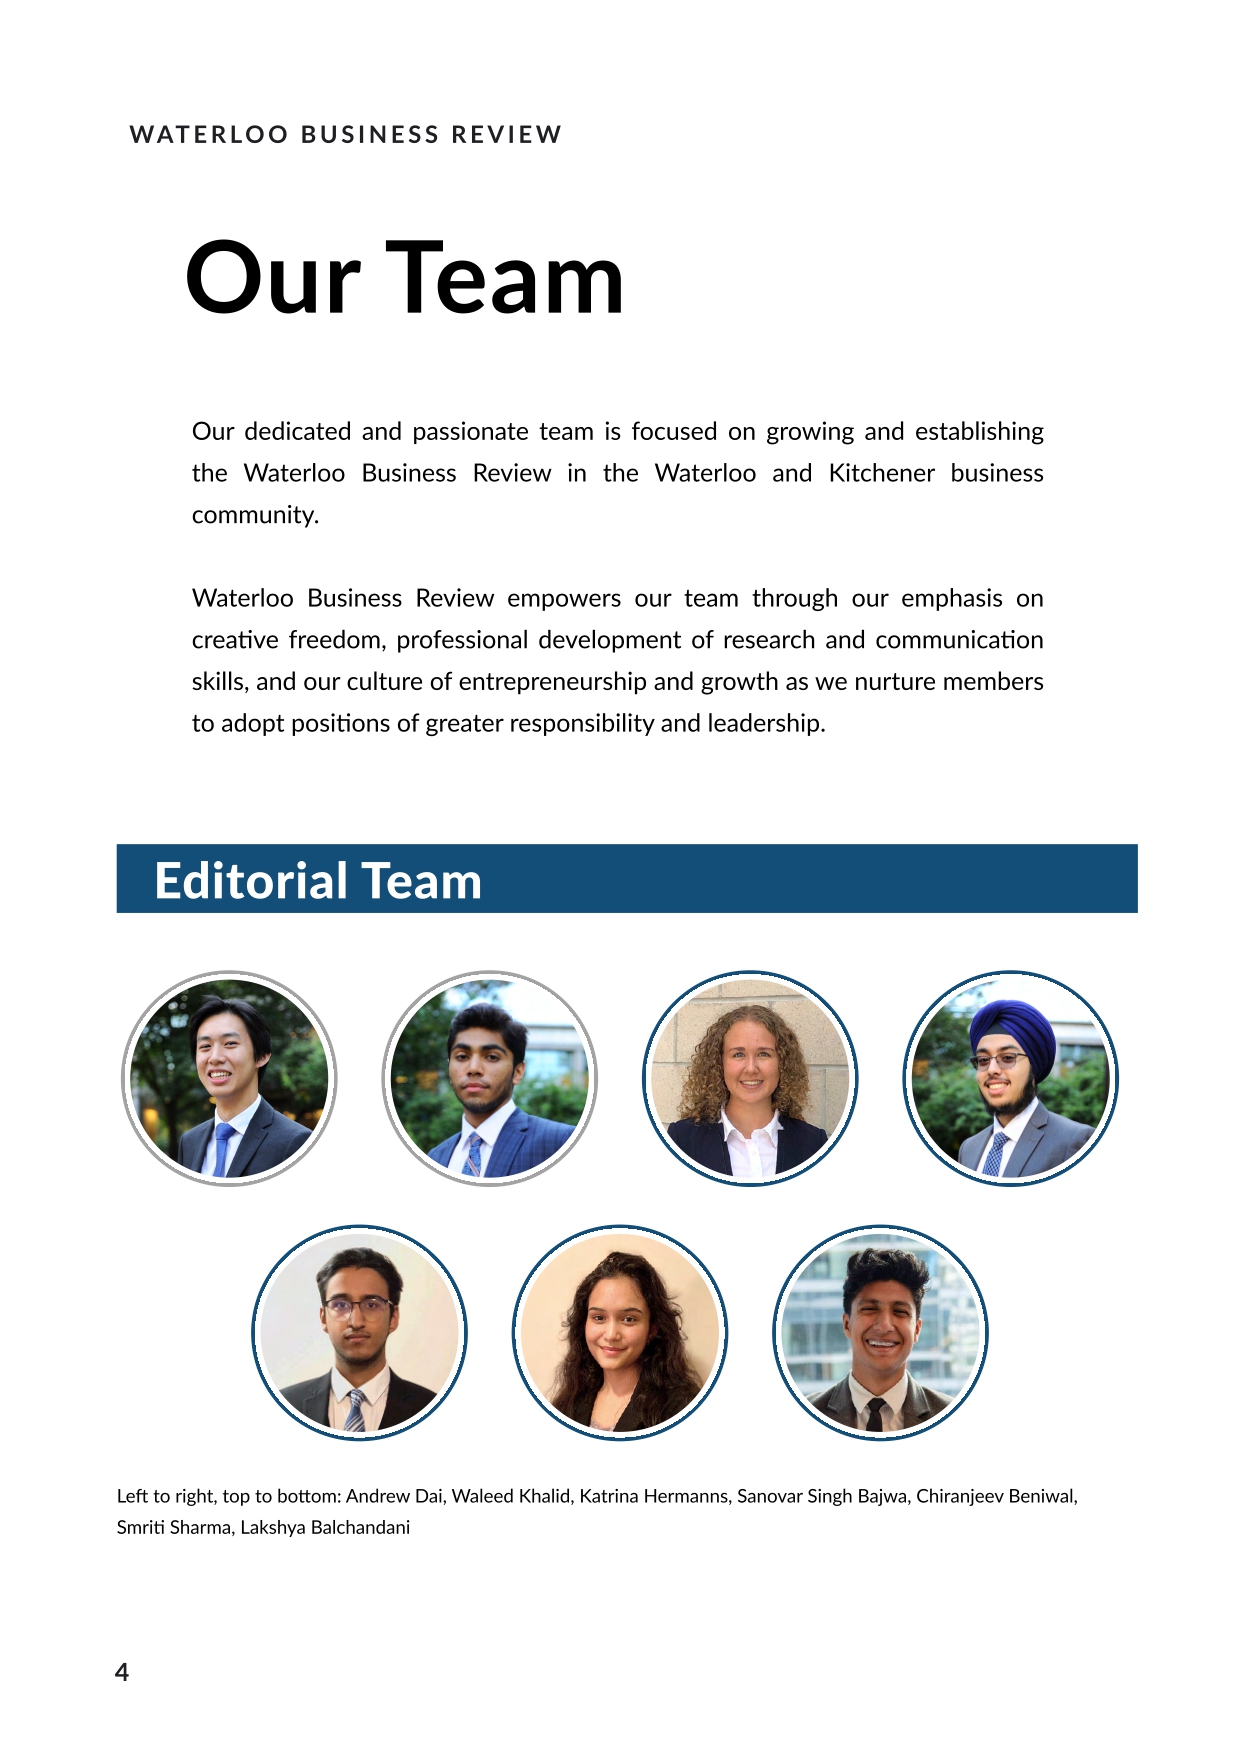 WATERLOO BUSINESS REVIEW
Our Team
Our dedicated and passionate team is focused on growing and establishing
the Waterloo Business Review in the Waterloo and Kitchener business
community.
Waterloo Business Review empowers our team through our emphasis on
creative freedom, professional development of research and communication
skills, and our culture of entrepreneurship and growth as we nurture members
to adopt positions of greater responsibility and leadership.
Editorial Team
Left to right, top to bottom: Andrew Dai, Waleed Khalid, Katrina Hermanns, Sanovar Singh Bajwa, Chiranjeev Beniwal,
Smriti Sharma, Lakshya Balchandani
4